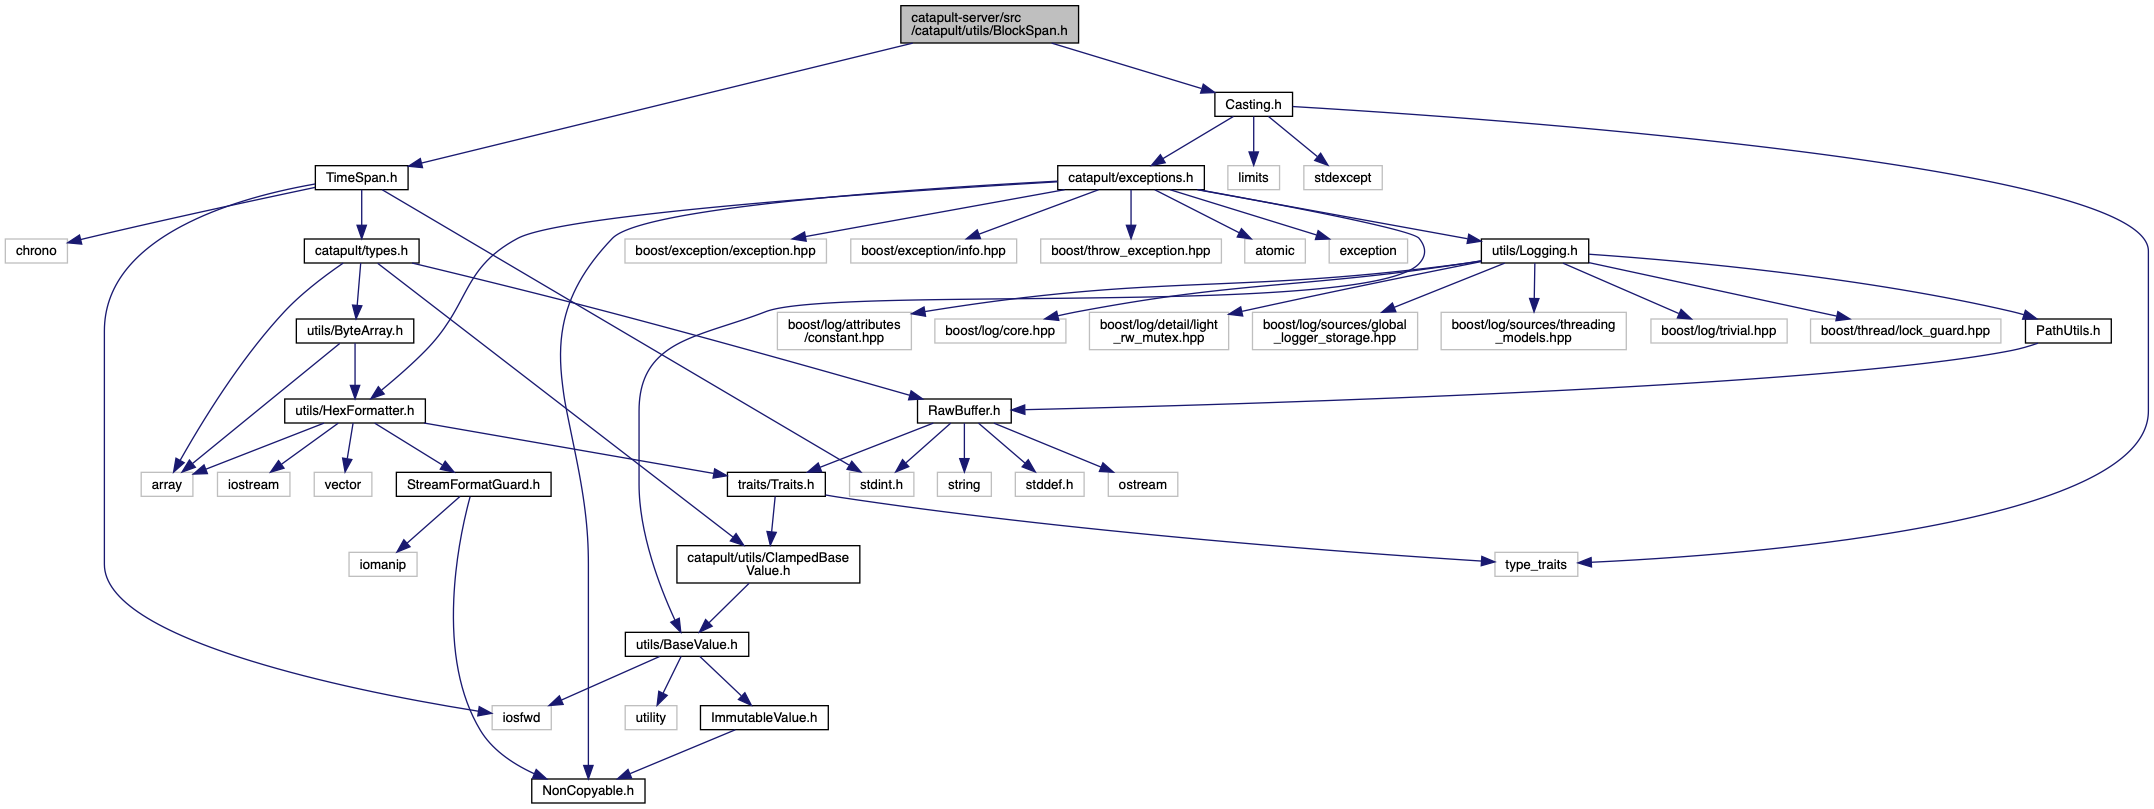 catapult-server/src
/catapult/utils/BlockSpan.h
Casting.h
TimeSpan.h
catapult/exceptions.h
limits
stdexcept
chrono
catapult/types.h
boost/exception/exception.hpp
boost/exception/info.hpp
boost/throw_exception.hpp
atomic
exception
utils/Logging.h
utils/ByteArray.h
boost/log/attributes
/constant.hpp
boost/log/core.hpp
boost/log/detail/light
_rw_mutex.hpp
boost/log/sources/global
_logger_storage.hpp
boost/log/sources/threading
_models.hpp
boost/log/trivial.hpp
boost/thread/lock_guard.hpp
PathUtils.h
utils/HexFormatter.h
RawBuffer.h
array
iostream
vector
StreamFormatGuard.h
traits/Traits.h
stdint.h
string
stddef.h
ostream
iomanip
catapult/utils/ClampedBase
Value.h
type_traits
utils/BaseValue.h
iosfwd
utility
ImmutableValue.h
NonCopyable.h